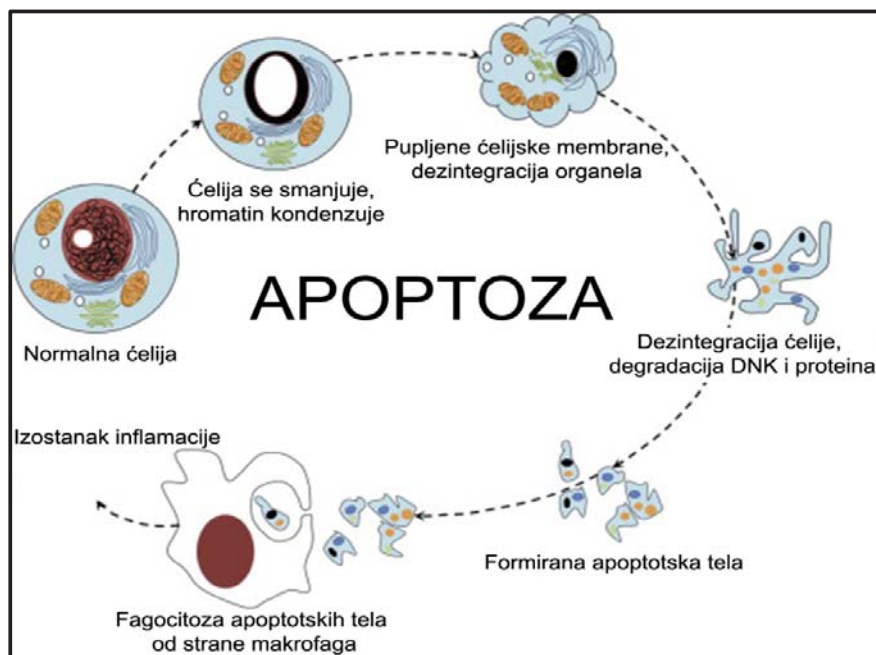 Pupljene ćelijske membrane,
dezintegracija organela
Ćelija se smanjuje,
hromatin kondenzuje
APOPTOZA
Normalna ćelija
Dezintegracija ćelije,
degradacija DNK i proteina
Izostanak inflamacije
Formirana apoptotska tela
Fagocitoza apoptotskih tela
od strane makrofaga